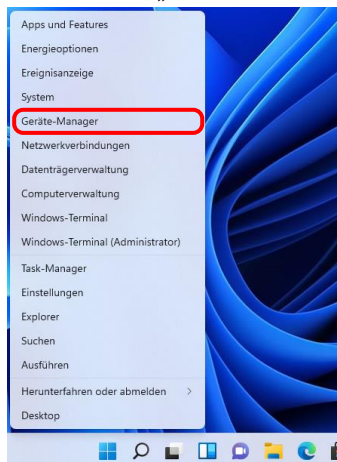 Apps und Features
Energieoptionen
Ereignisanzeige
System
Geräte-Manager
Netzwerkverbindungen
Datenträgerverwaltung
Computerverwaltung
Windows-Terminal
Windows-Terminal (Administrator)
Task-Manager
Einstellungen
Explorer
Suchen
Ausführen
Herunterfahren oder abmelden
Desktop